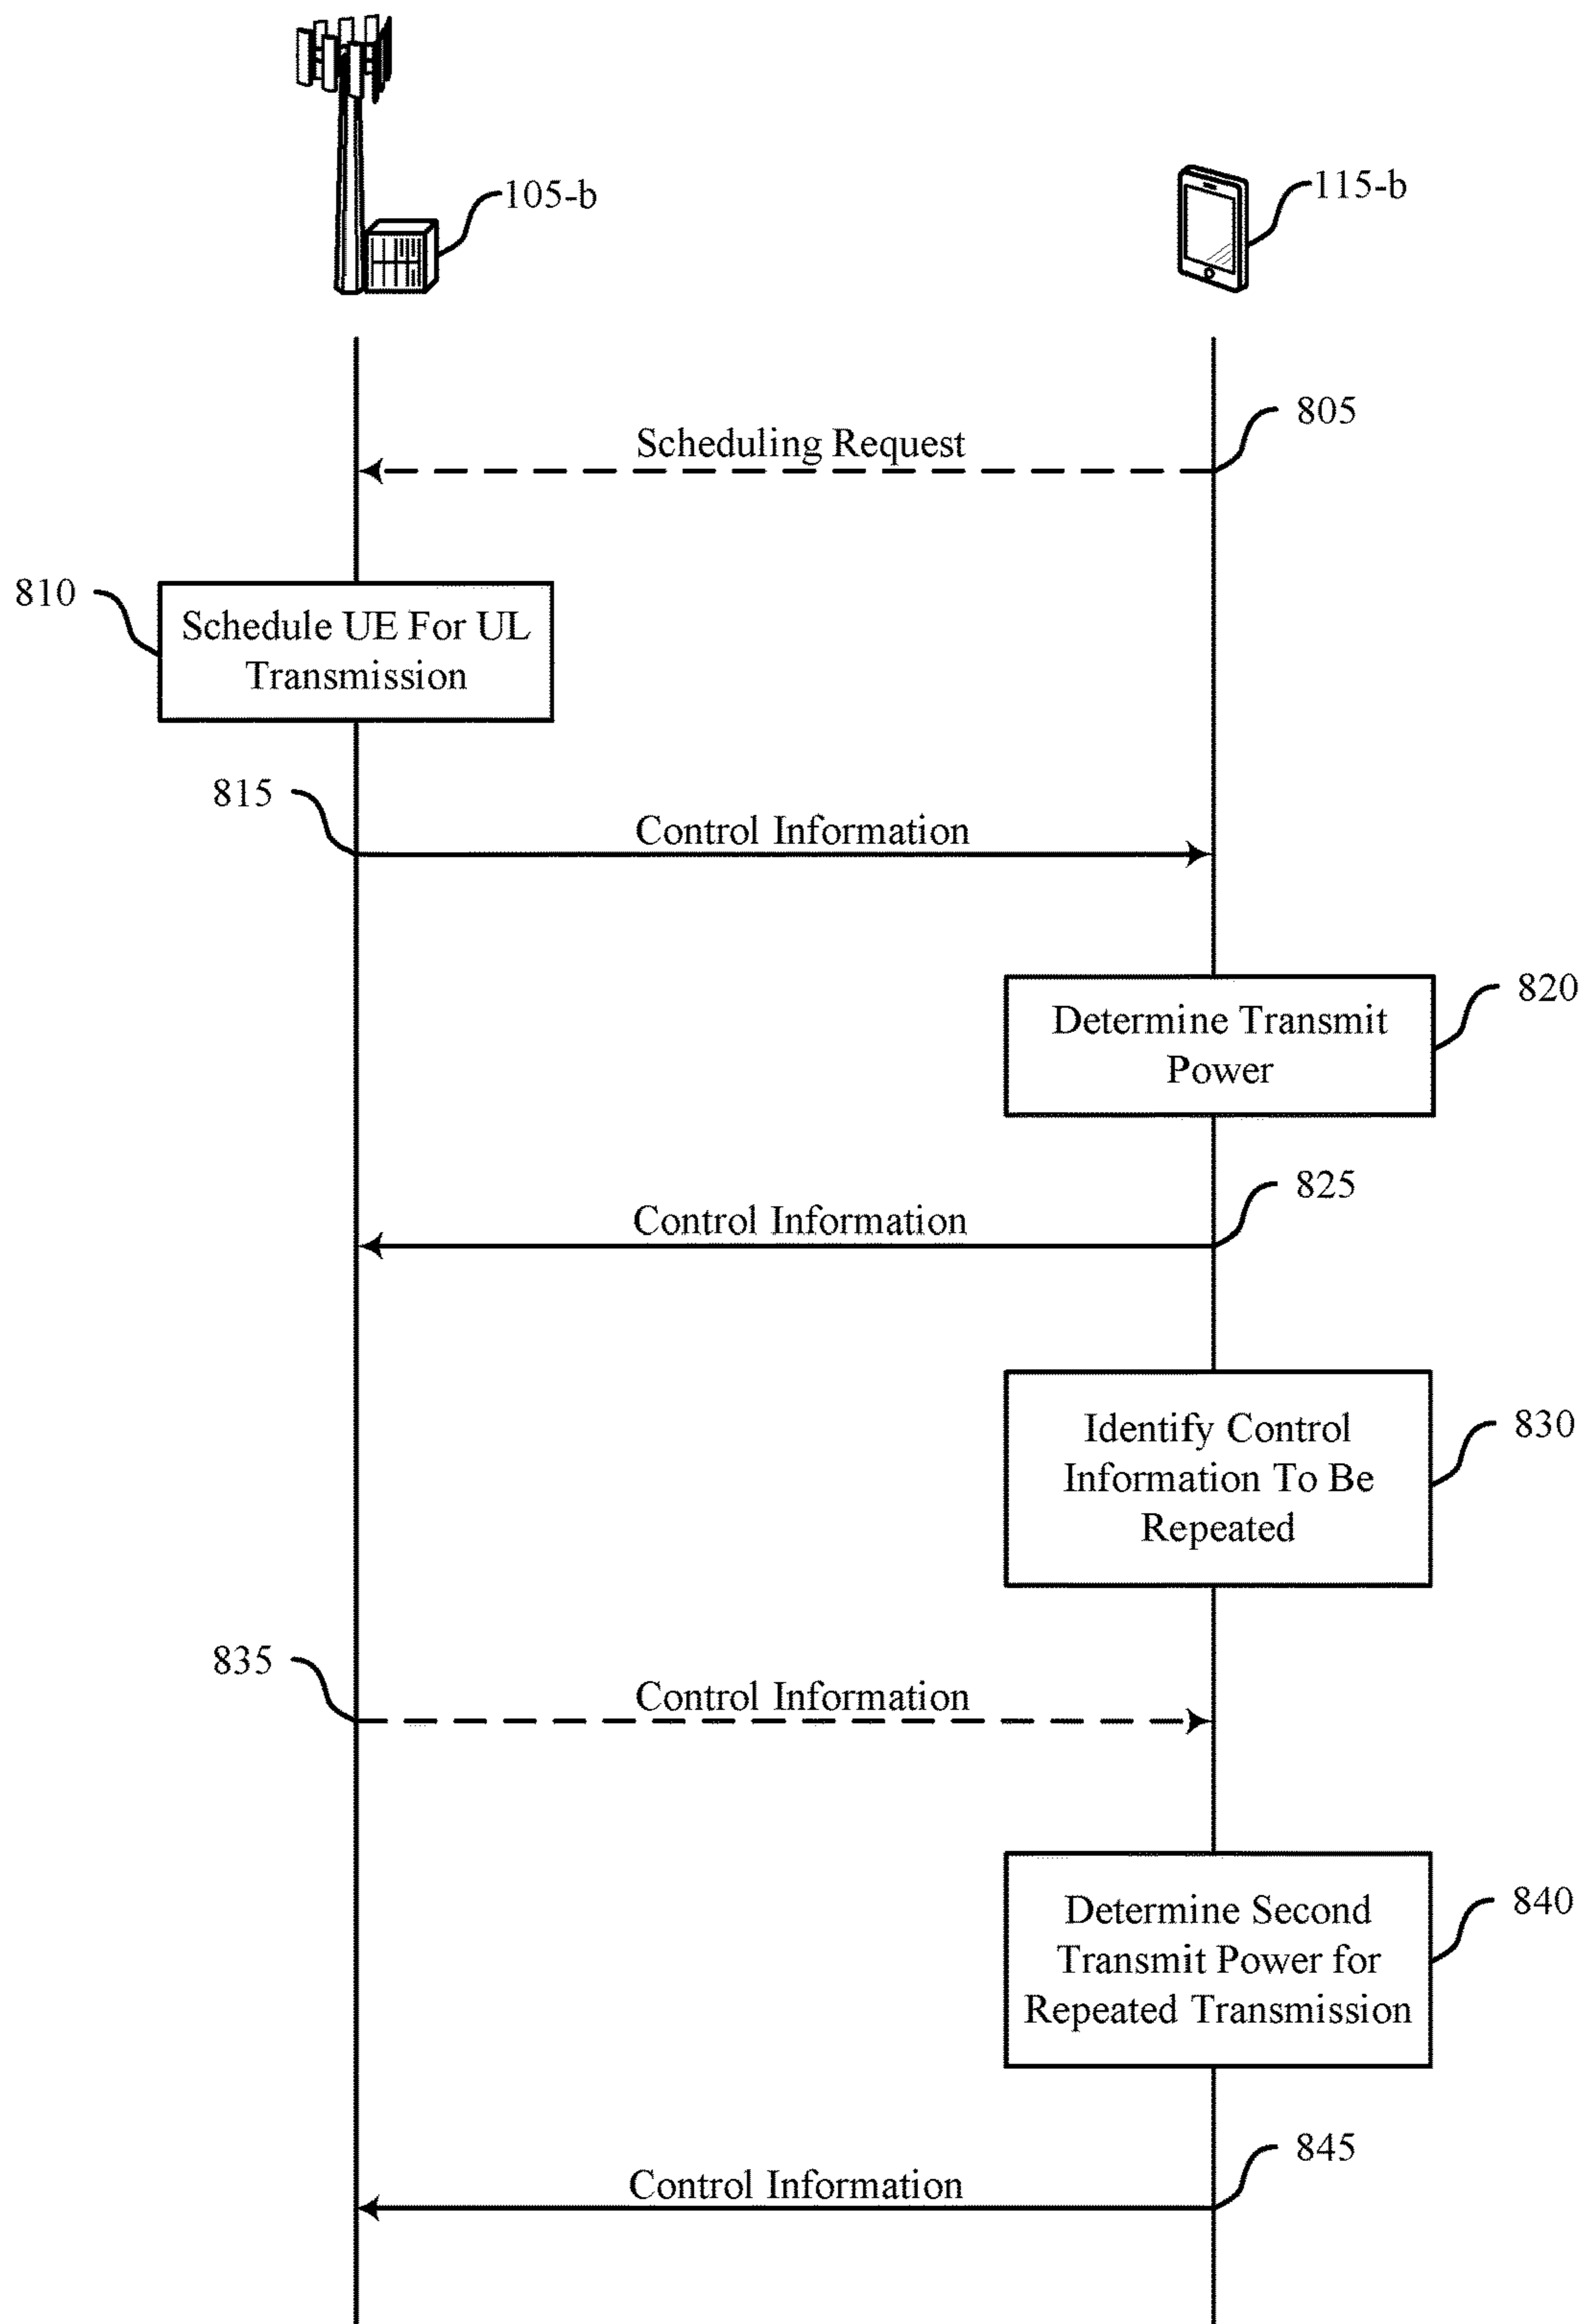 105-b
115-b
805
Scheduling Request
810
Schedule UE For UL
Transmission
815
Control Information
820
Determine Transmit
Power
825
Control Information
830
Identify Control
Information To Be
Repeated
835
Control Information
840
Determine Second
Transmit Power for
Repeated Transmission
845
Control Information